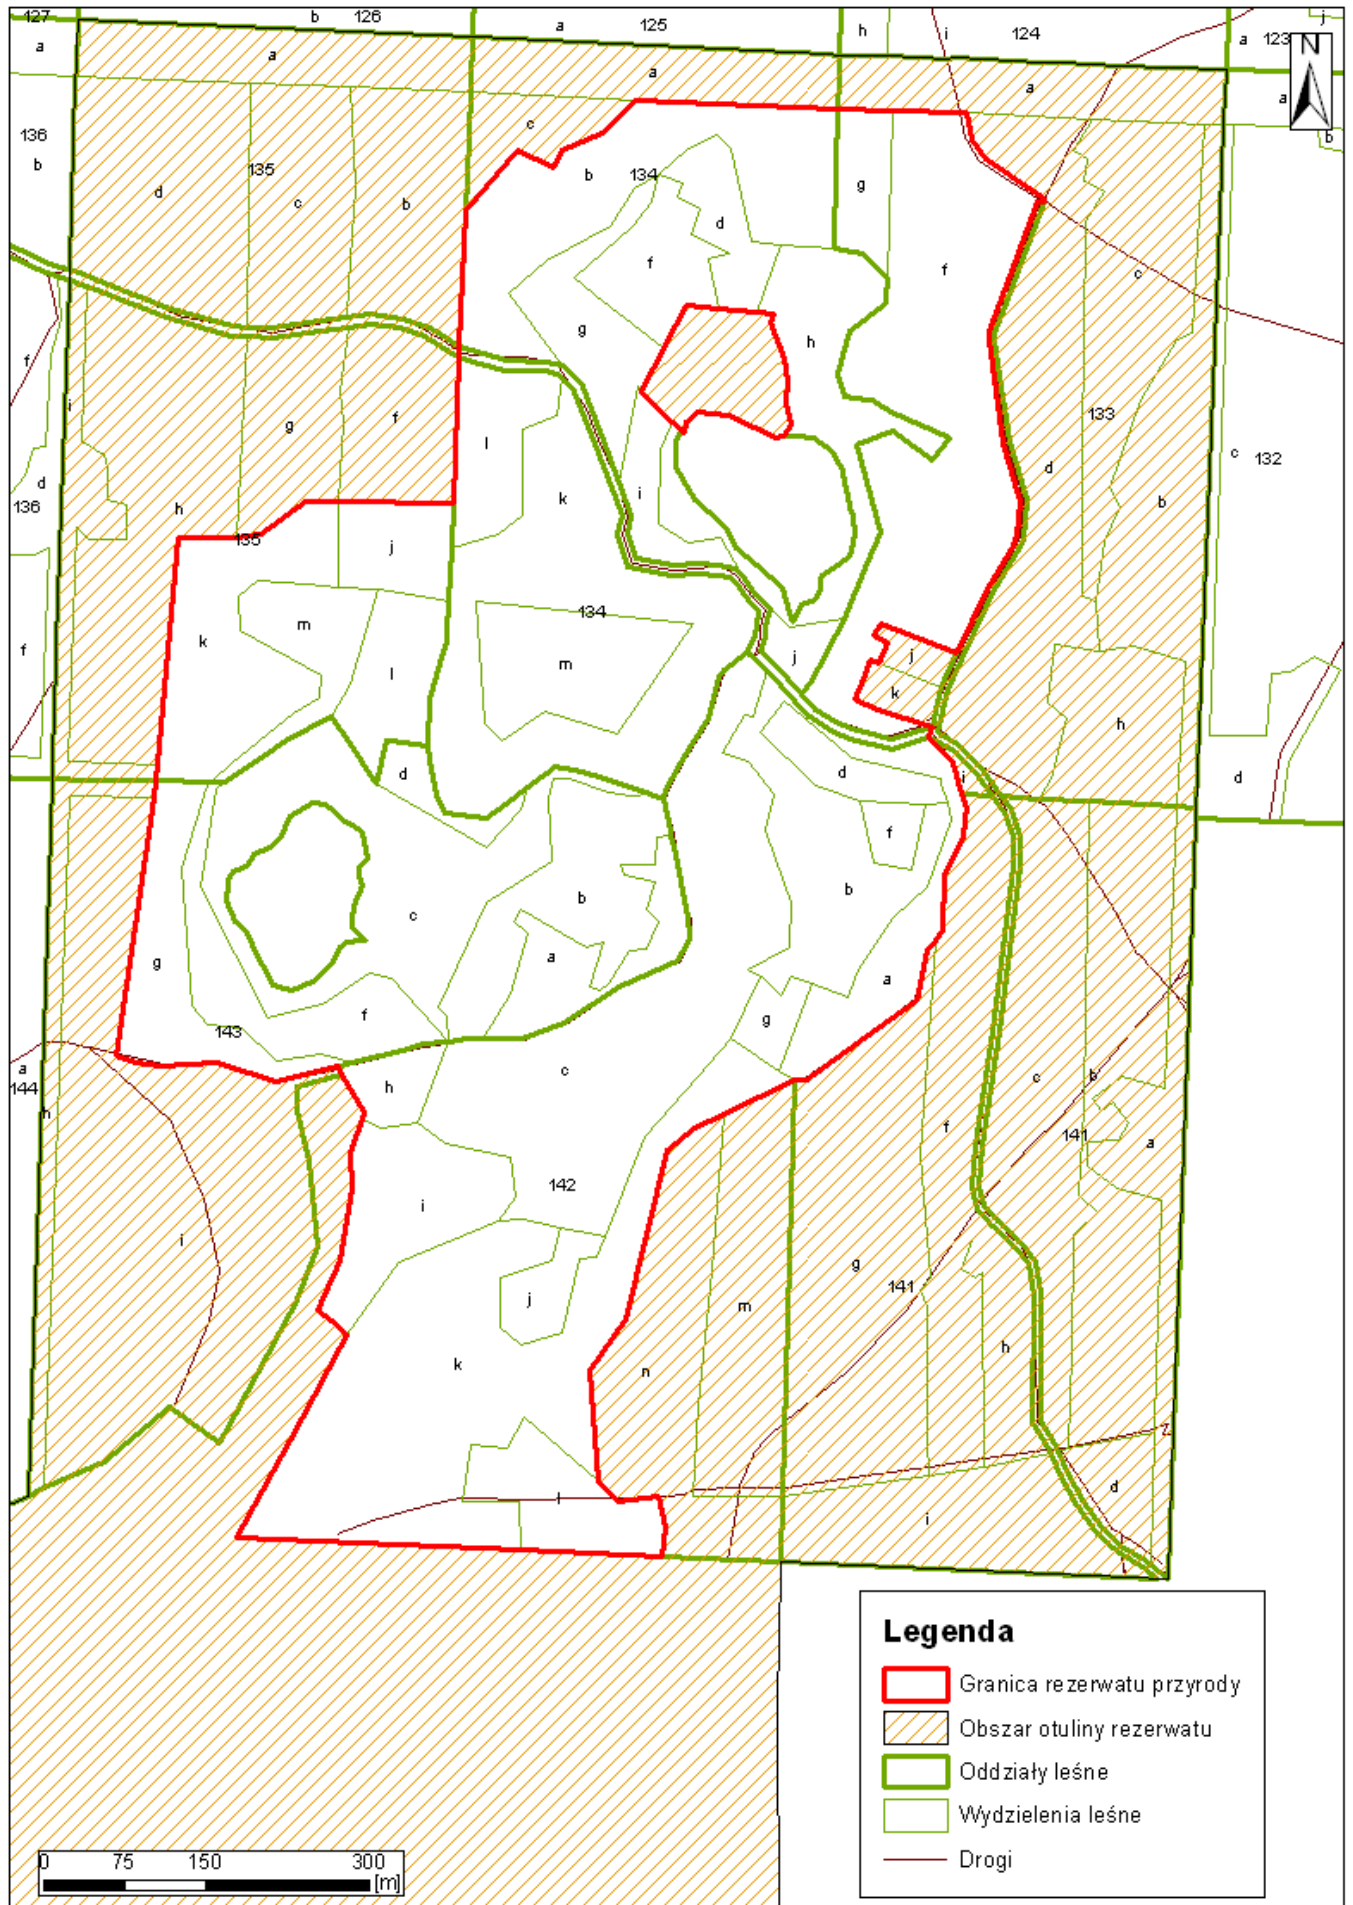 127 b 126 a 125 h i 124 a 123 j
N
a a a a a b
136 b 135 d c b c b 134 d g f c
f g h f
i g f l k i 133 d b c 132
d 136 h 135 j
f k m l 134 m j j k h
d d i d
f b c b a a g
g f 143 c
a 144 h h c b f 141 a
i i 142 g 141 j m h
k n
l i d
Legenda
Granica rezerwatu przyrody
Obszar otuliny rezerwatu
Oddziały leśne
Wydzielenia leśne
Drogi
0 75 150 300
[m]